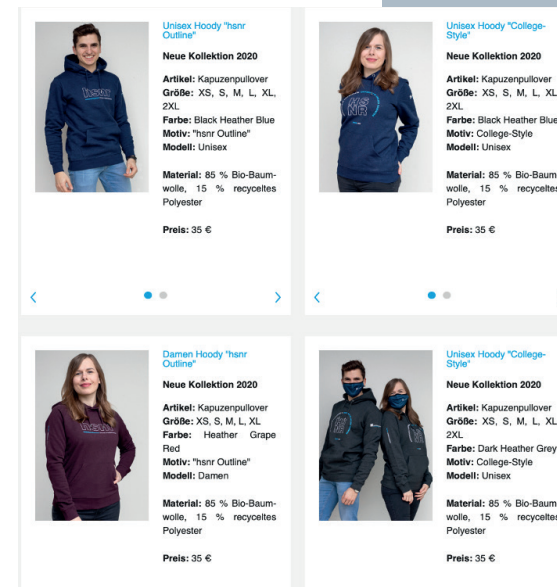 Unisex Hoody "hsnr
Outline"
Neue Kollektion 2020
Artikel: Kapuzenpullover
Größe: XS, S, M, L, XL,
2XL
Farbe: Black Heather Blue
Motiv: "hsnr Outline"
Modell: Unisex
Material: 85 % Bio-Baum-
wolle, 15 % recyceltes
Polyester
Preis: 35 €
hsnr
Unisex Hoody "College-
Style"
Neue Kollektion 2020
Artikel: Kapuzenpullover
Größe: XS, S, M, L, XL
2XL
Farbe: Black Heather Blue
Motiv: College-Style
Modell: Unisex
Material: 85 % Bio-Baum
wolle, 15 % recyceltes
Polyester
Preis: 35 €
HS
NR
Damen Hoody "hsnr
Outline"
Neue Kollektion 2020
Artikel: Kapuzenpullover
Größe: XS, S, M, L, XL
Farbe: Heather Grape
Red
Motiv: "hsnr Outline"
Modell: Damen
Material: 85 % Bio-Baum-
wolle, 15 % recyceltes
Polyester
Preis: 35 €
hsnr
Unisex Hoody "College-
Style"
Neue Kollektion 2020
Artikel: Kapuzenpullover
Größe: XS, S, M, L, XL
2XL
Farbe: Dark Heather Grey
Motiv: College-Style
Modell: Unisex
Material: 85 % Bio-Baum
wolle, 15 % recyceltes
Polyester
Preis: 35 €